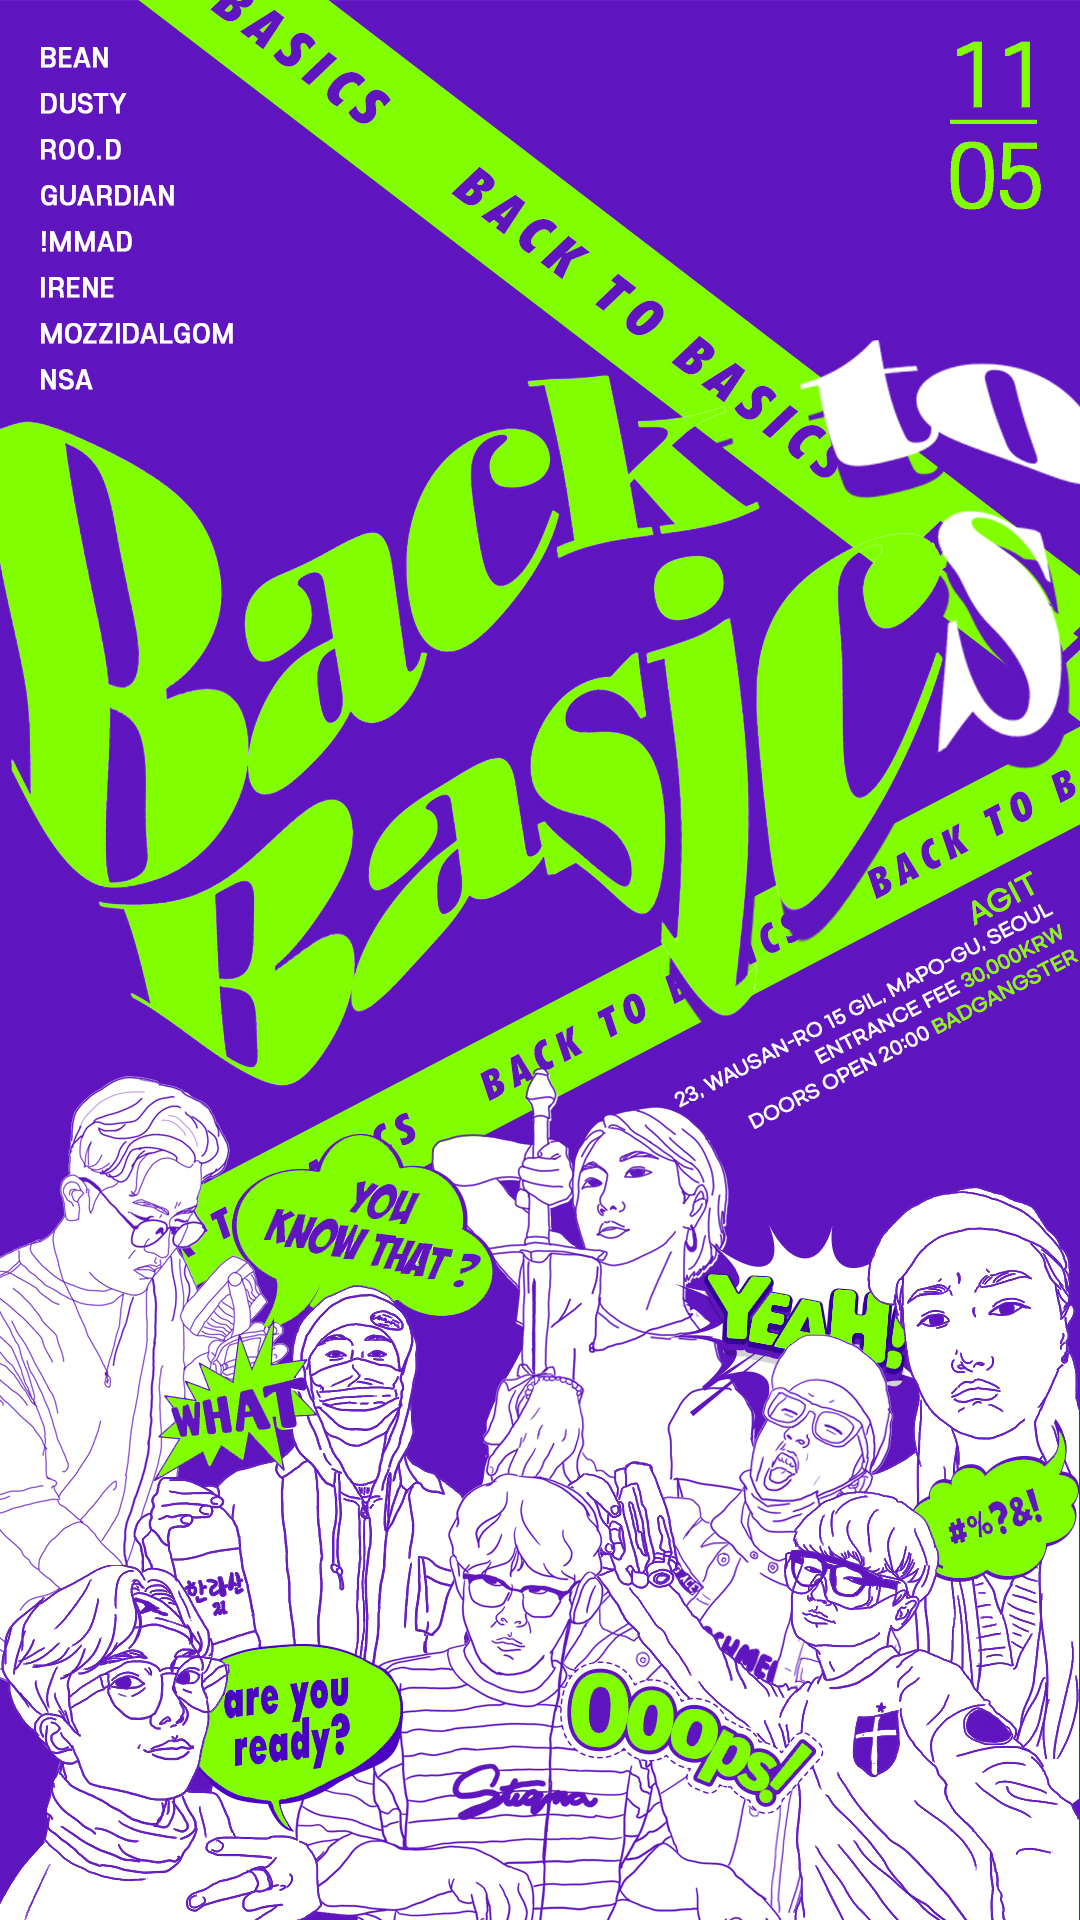 BEAN
DUSTY
ROO.D
GUARDIAN
!MMAD
IRENE
MOZZIDALGOM
NSA
11
05
BASICS BACK TO BASICS
Back to
Basics
BACK TO B
BACK TO
CS
AGIT
23, WAUSAN-RO 15 GIL, MAPO-GU, SEOUL
ENTRANCE FEE 30,000KRW
DOORS OPEN 20:00 BADGANGSTER
YOU
KNOW THAT ?
YEAH!
WHAT
#%?&!
한라산
21
are you
ready?
Stigma
Ooops!